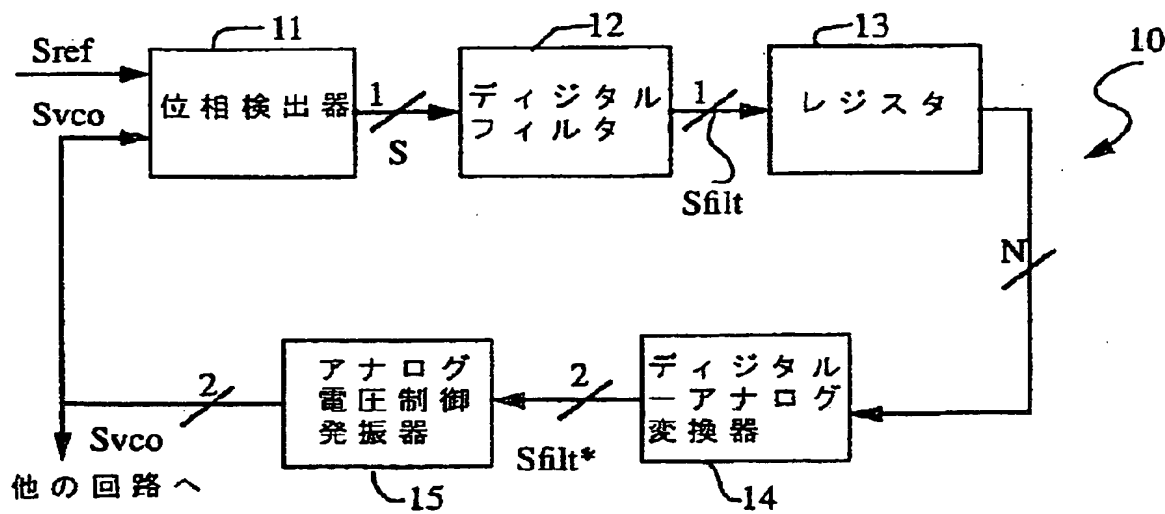 11
12
13
10
Sref
Svco
位相検出器
1
S
ディジタル
フィルタ
1
Sfilt
レジスタ
N
アナログ
電圧制御
発振器
2
Svco
他の回路へ
15
2
Sfilt*
ディジタル
ーアナログ
変換器
14